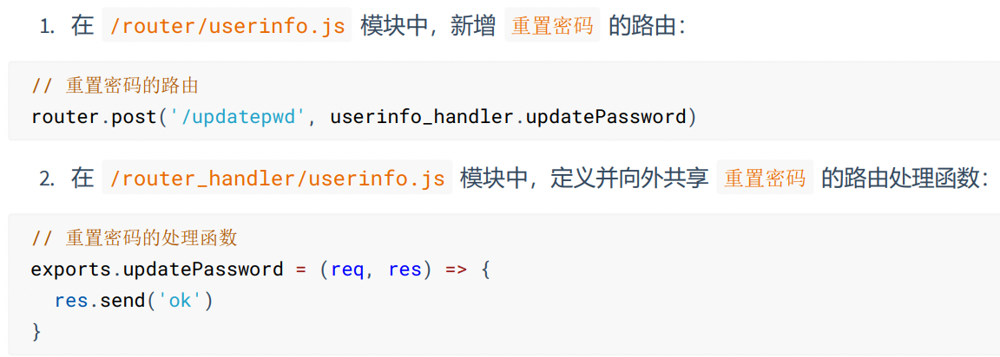 1. 在 /router/userinfo.js 模块中，新增 重置密码 的路由：
// 重置密码的路由
router.post('/updatepwd', userinfo_handler.updatePassword)
2. 在 /router_handler/userinfo.js 模块中，定义并向外共享 重置密码 的路由处理函数：
// 重置密码的处理函数
exports.updatePassword = (req, res) => {
  res.send('ok')
}